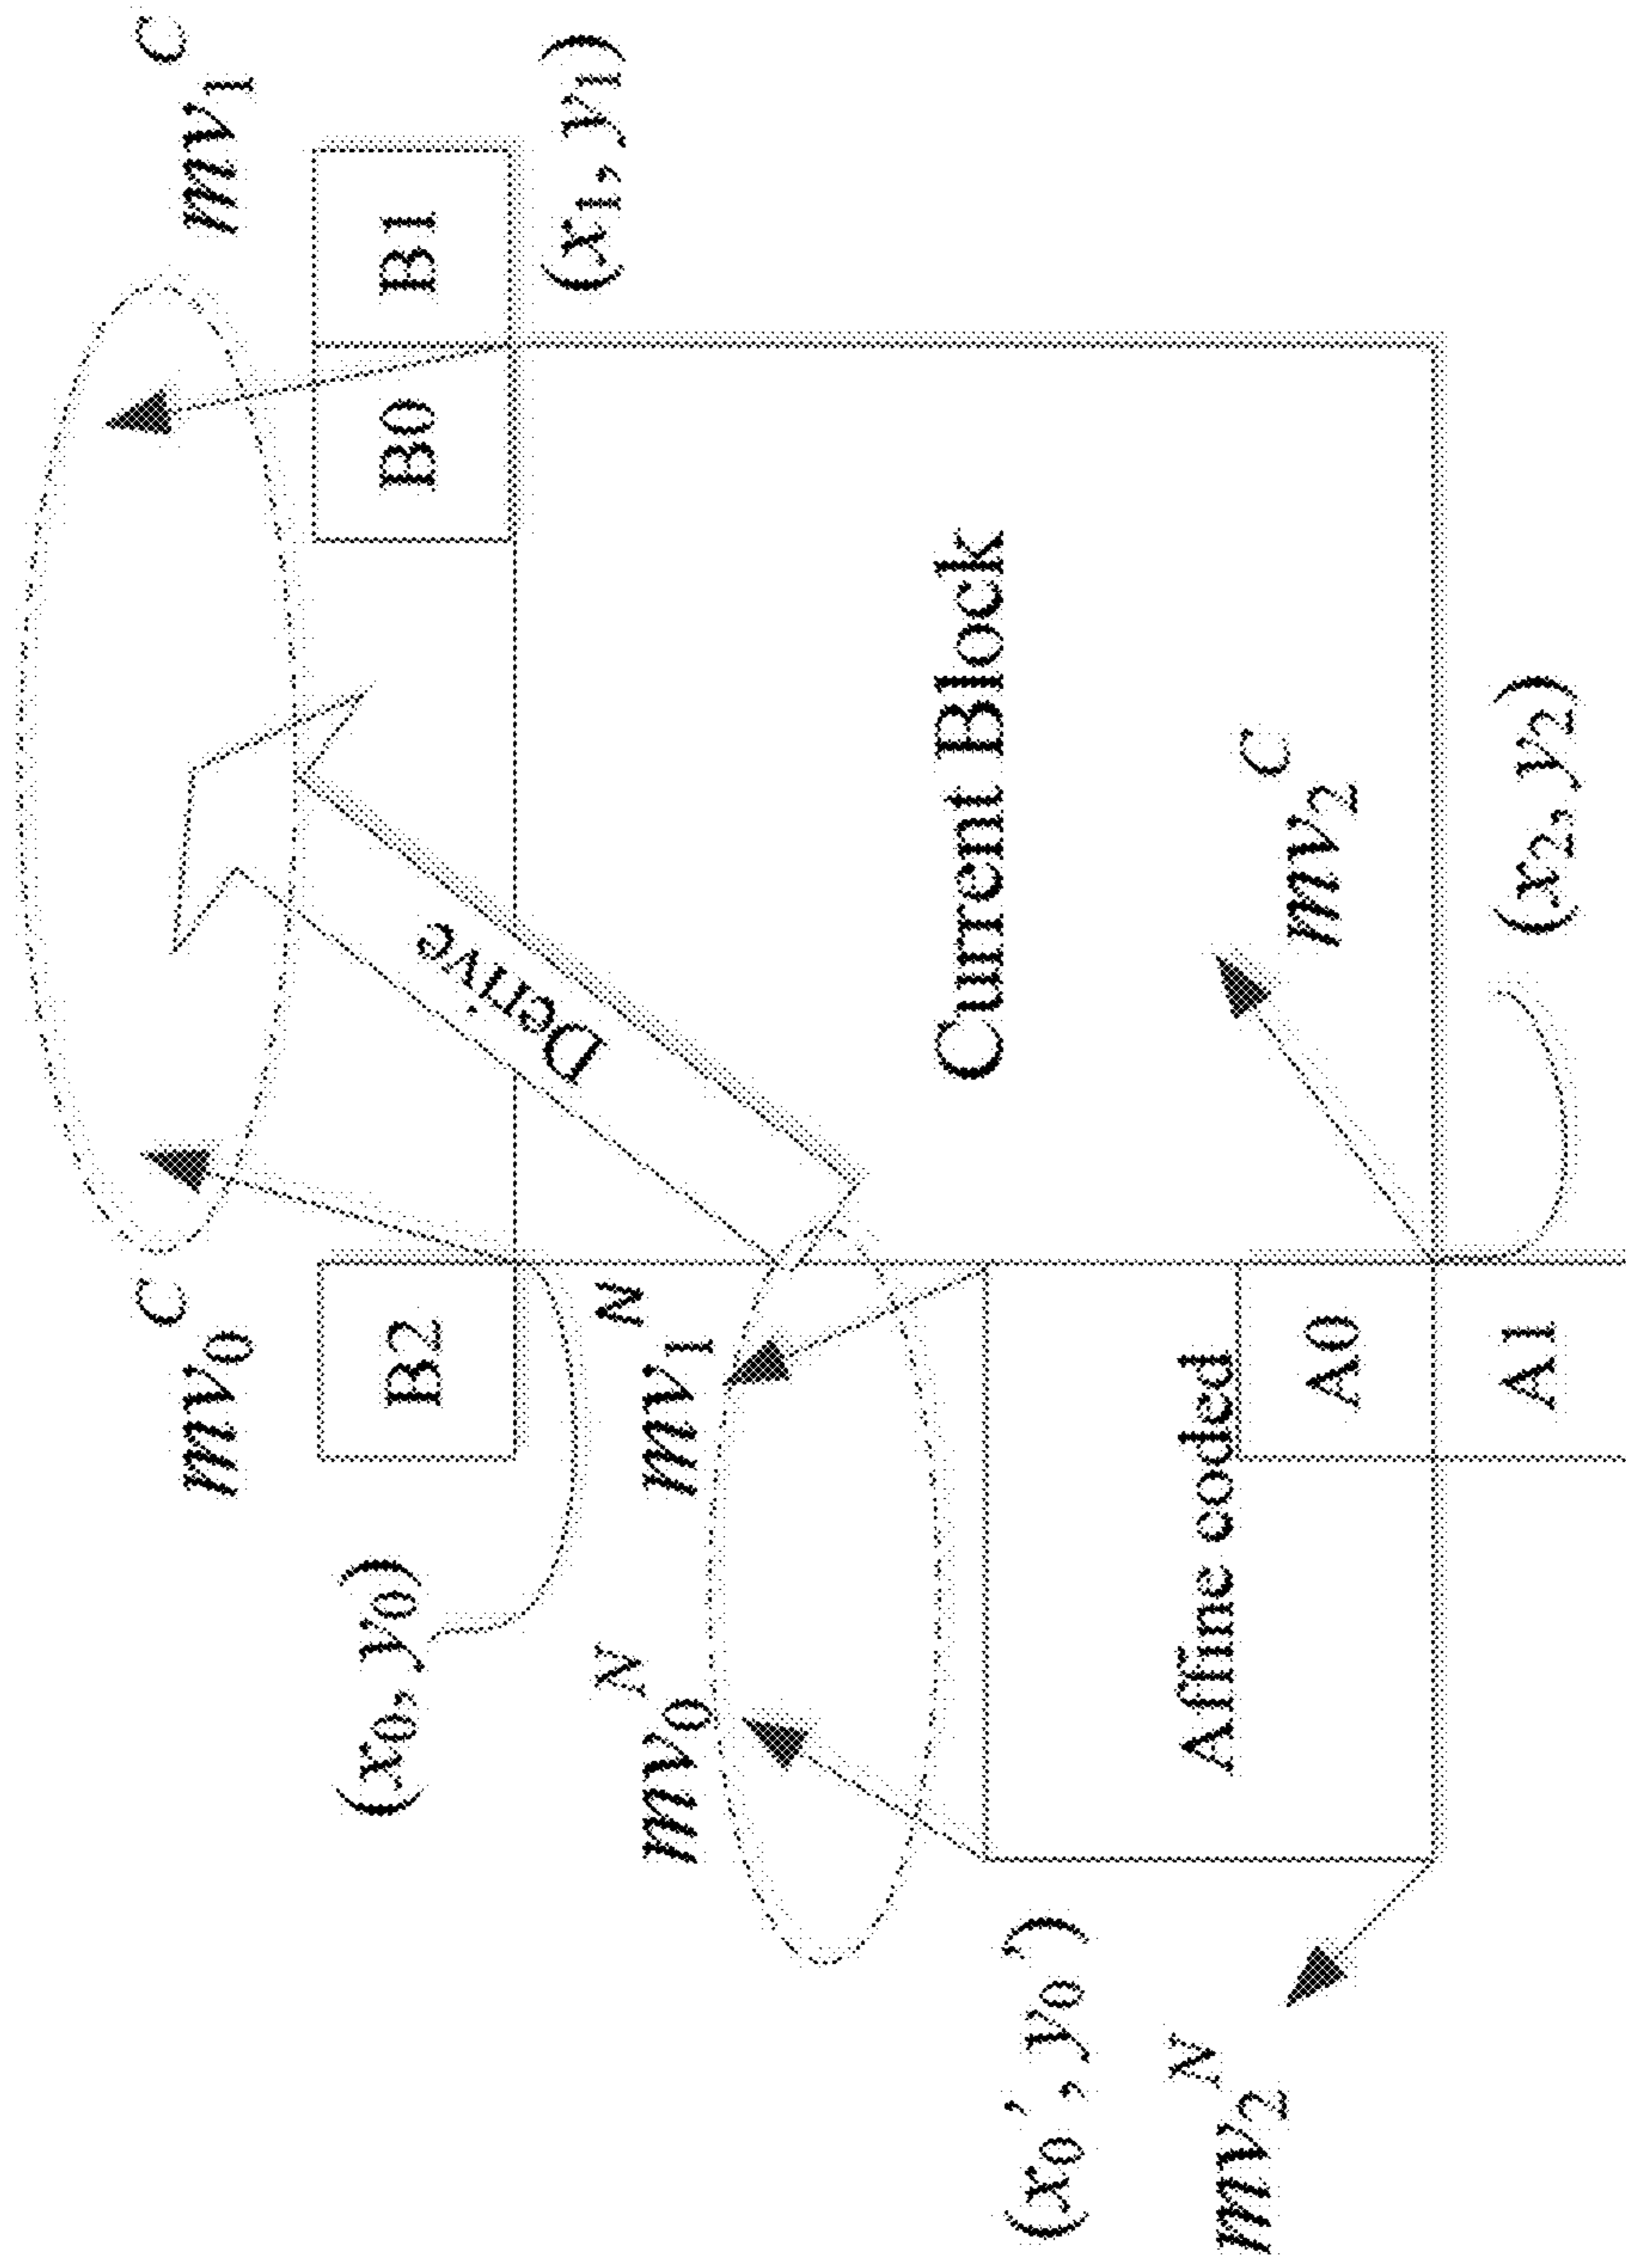 mv₀ᶜ
mv₁ᶜ
(x₀, y₀)
B2
B0
B1
Derive
(x₁, y₁)
mv₀ᴺ
mv₁ᴺ
Current Block
(x₀', y₀')
Affine coded
mv₂ᴺ
mv₂ᶜ
A0
A1
(x₂, y₂)